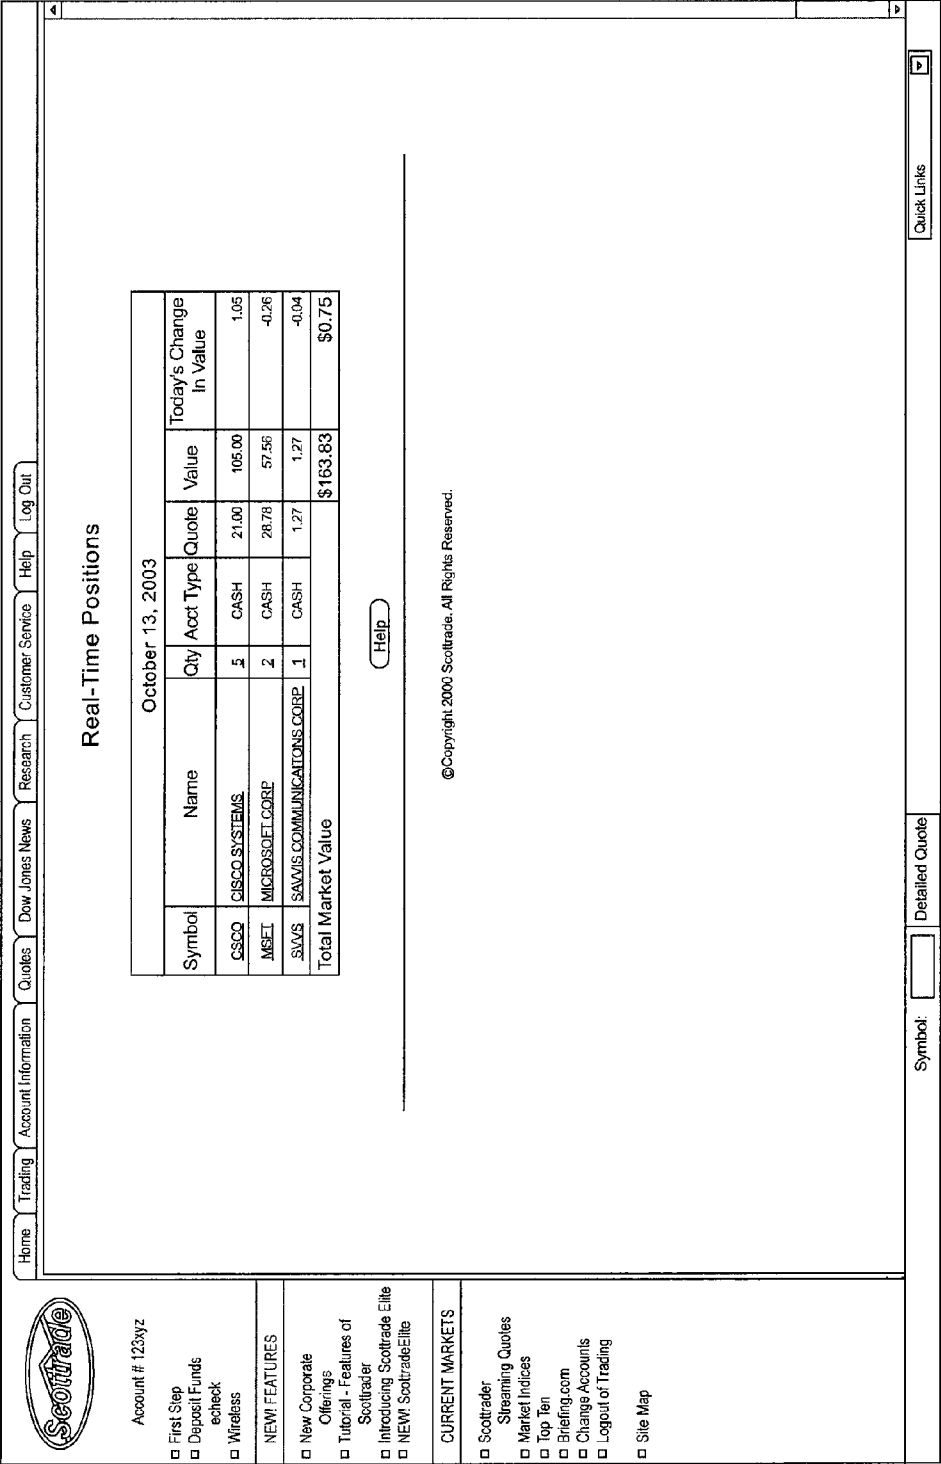 Scottrade
Home Trading Account Information Quotes Dow Jones News Research Customer Service Help Log Out
Account # 123xyz
First Step
Deposit Funds
echeck
Wireless
NEW! FEATURES
New Corporate
Offerings
Tutorial - Features of
Scottrader
Introducing Scottrade Elite
NEW! ScottradeElite
CURRENT MARKETS
Scottrader
Streaming Quotes
Market Indices
Top Ten
Briefing.com
Change Accounts
Logout of Trading
Site Map
Real-Time Positions
October 13, 2003
Symbol Name Qty Acct Type Quote Value Today's Change
In Value
CSCO CISCO SYSTEMS 5 CASH 21.00 105.00 1.05
MSFT MICROSOFT CORP 2 CASH 28.78 57.56 -0.26
SVVS SAVVIS COMMUNICAITONS CORP 1 CASH 1.27 1.27 -0.04
Total Market Value $163.83 $0.75
Help
©Copyright 2000 Scottrade. All Rights Reserved.
Symbol: Detailed Quote Quick Links